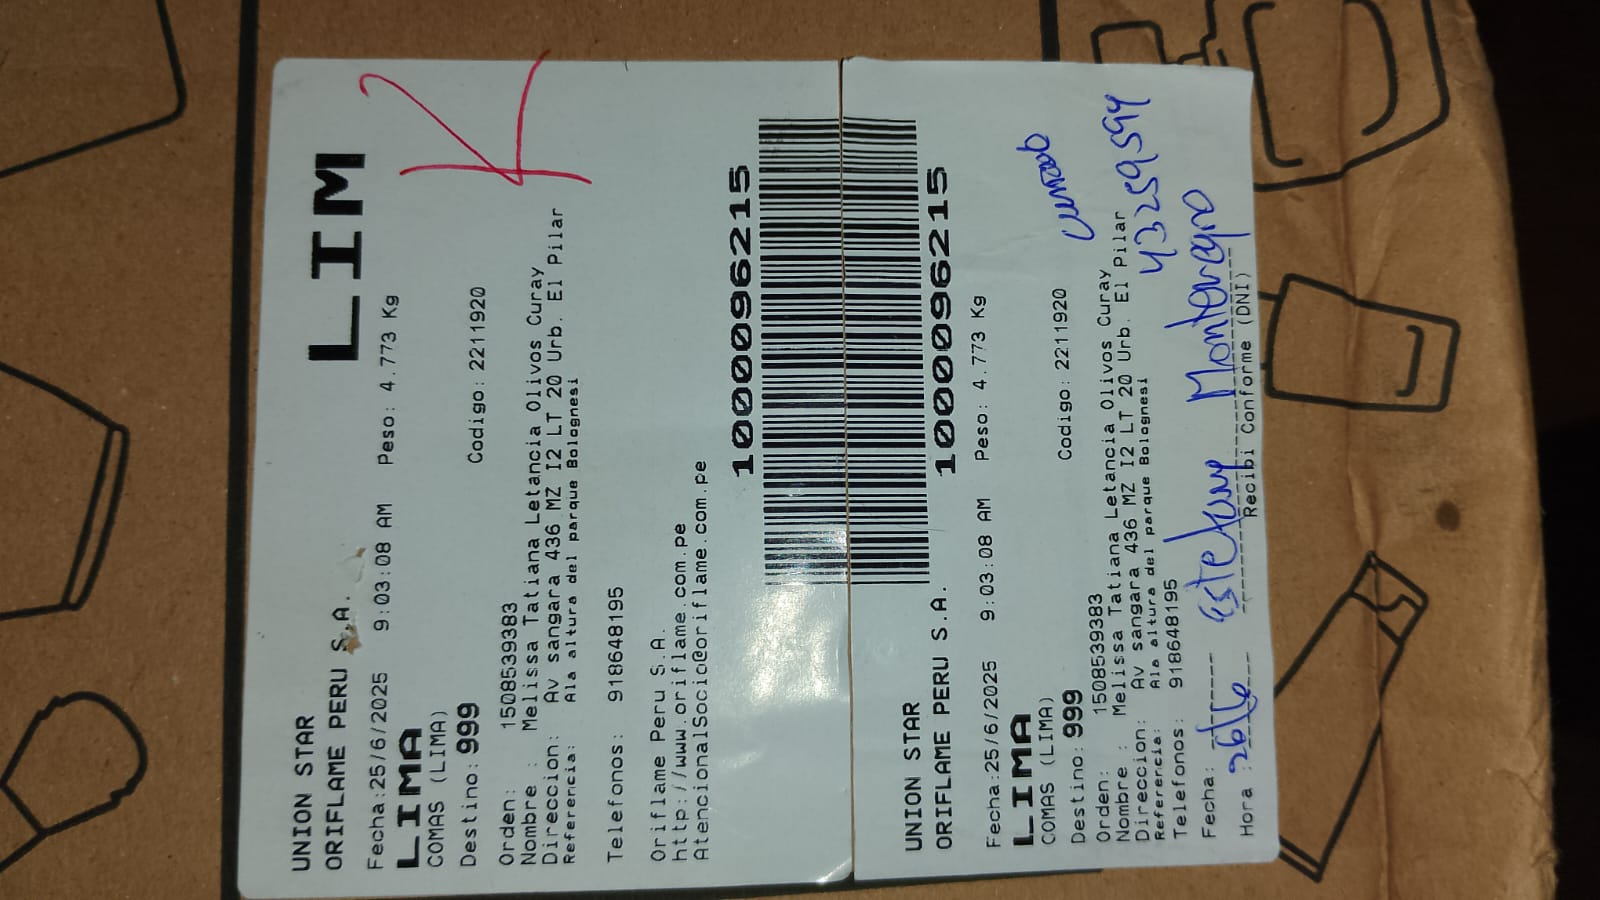 LIM
UNION STAR
ORIFLAME PERU S.A.
Fecha:25/6/2025 9:03:08 AM Peso: 4.773 Kg
LIMA
COMAS (LIMA)
Destino:999 Codigo: 2211920
Orden: 1508539383
Nombre : Melissa Tatiana Letancia Olivos Curay
Direccion: Av sangara 436 MZ I2 LT 20 Urb. El Pilar
Referencia: Ala altura del parque Bolognesi
Telefonos: 918648195
Oriflame Peru S.A.
http://www.oriflame.com.pe
AtencionalSocio@oriflame.com.pe
1000096215
UNION STAR
ORIFLAME PERU S.A.
1000096215
Fecha:25/6/2025 9:03:08 AM Peso: 4.773 Kg
LIMA
COMAS (LIMA)
Destino:999 Codigo: 2211920
Orden: 1508539383
Nombre : Melissa Tatiana Letancia Olivos Curay
Direccion: Av sangara 436 MZ I2 LT 20 Urb. El Pilar
Referencia: Ala altura del parque Bolognesi
Telefonos: 918648195
43259594
Fecha: Estefany Montenegro
Hora : Recibi Conforme (DNI)